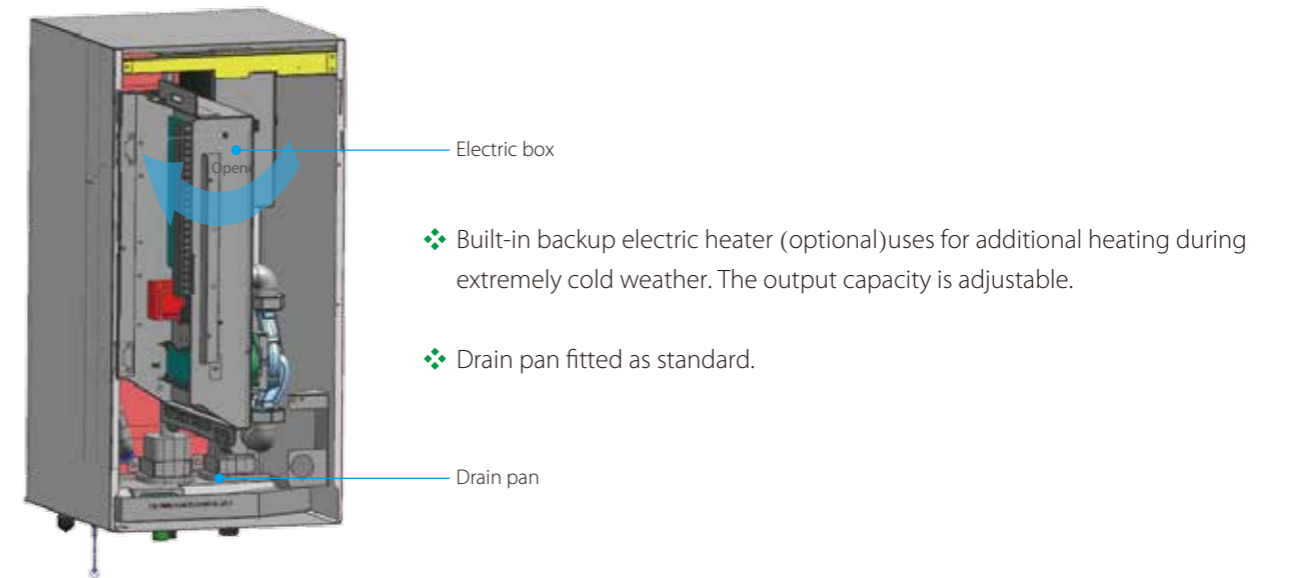 Electric box
Open
Built-in backup electric heater (optional)uses for additional heating during
extremely cold weather. The output capacity is adjustable.
Drain pan fitted as standard.
Drain pan